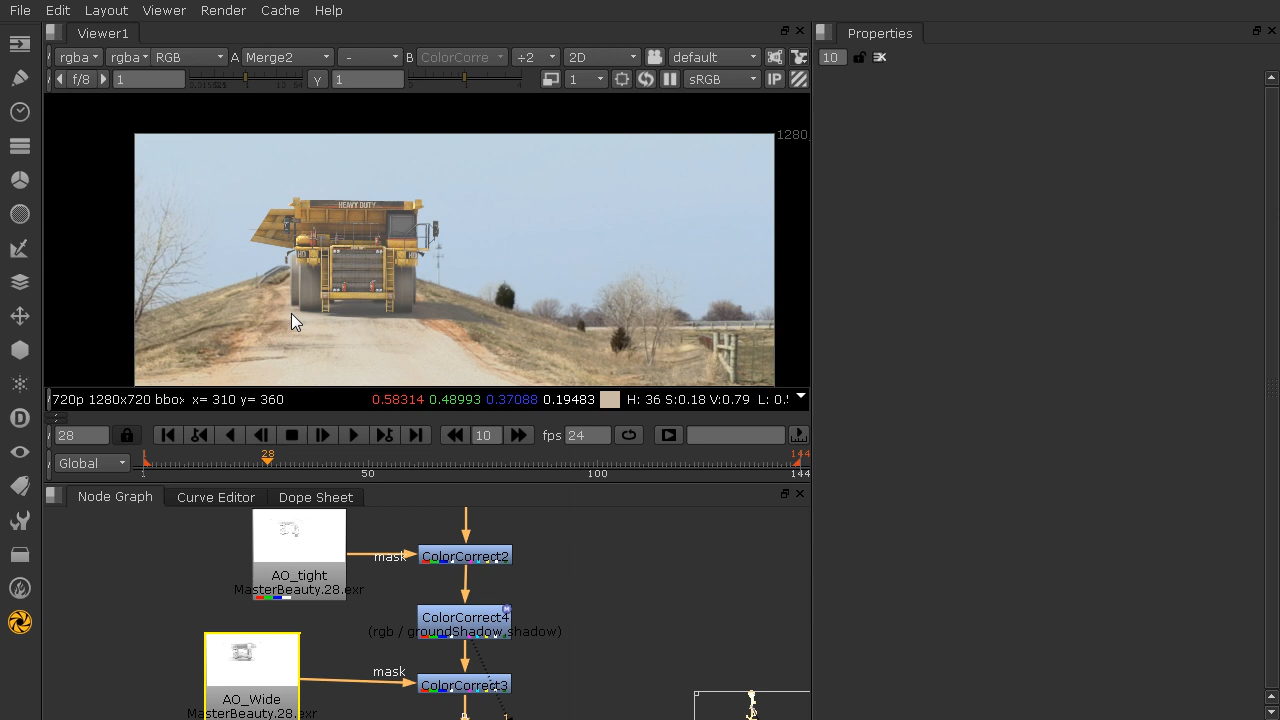 File Edit Layout Viewer Render Cache Help
Viewer1
Properties
rgba rgba RGB A Merge2 - B ColorCorre ÷2 2D default
10
f/8 1 Y 1 1 sRGB IP
1280
HEAVY DUTY
720p 1280x720 bbox x= 310 y= 360 0.58314 0.48993 0.37088 0.19483 H: 36 S:0.18 V:0.79 L: 0.
28 10 fps 24
Global 1 28 50 100 144 144
Node Graph Curve Editor Dope Sheet
mask ColorCorrect2
AO_tight
MasterBeauty.28.exr
ColorCorrect4
(rgb / groundShadow.shadow)
mask
ColorCorrect3
AO_Wide
MasterBeauty.28.exr